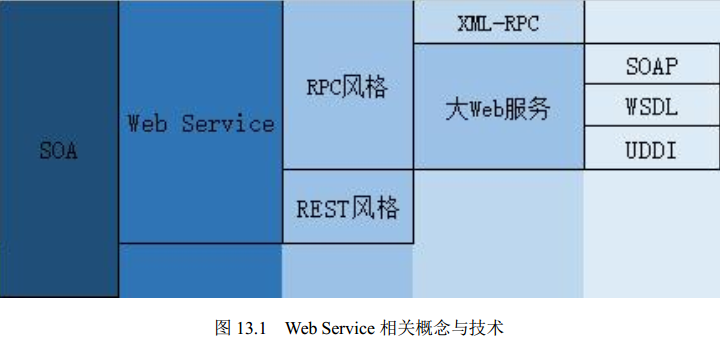 XML-RPC
SOAP
RPC风格
大Web服务
WSDL
Web Service
SOA
UDDI
REST风格
图 13.1 Web Service 相关概念与技术